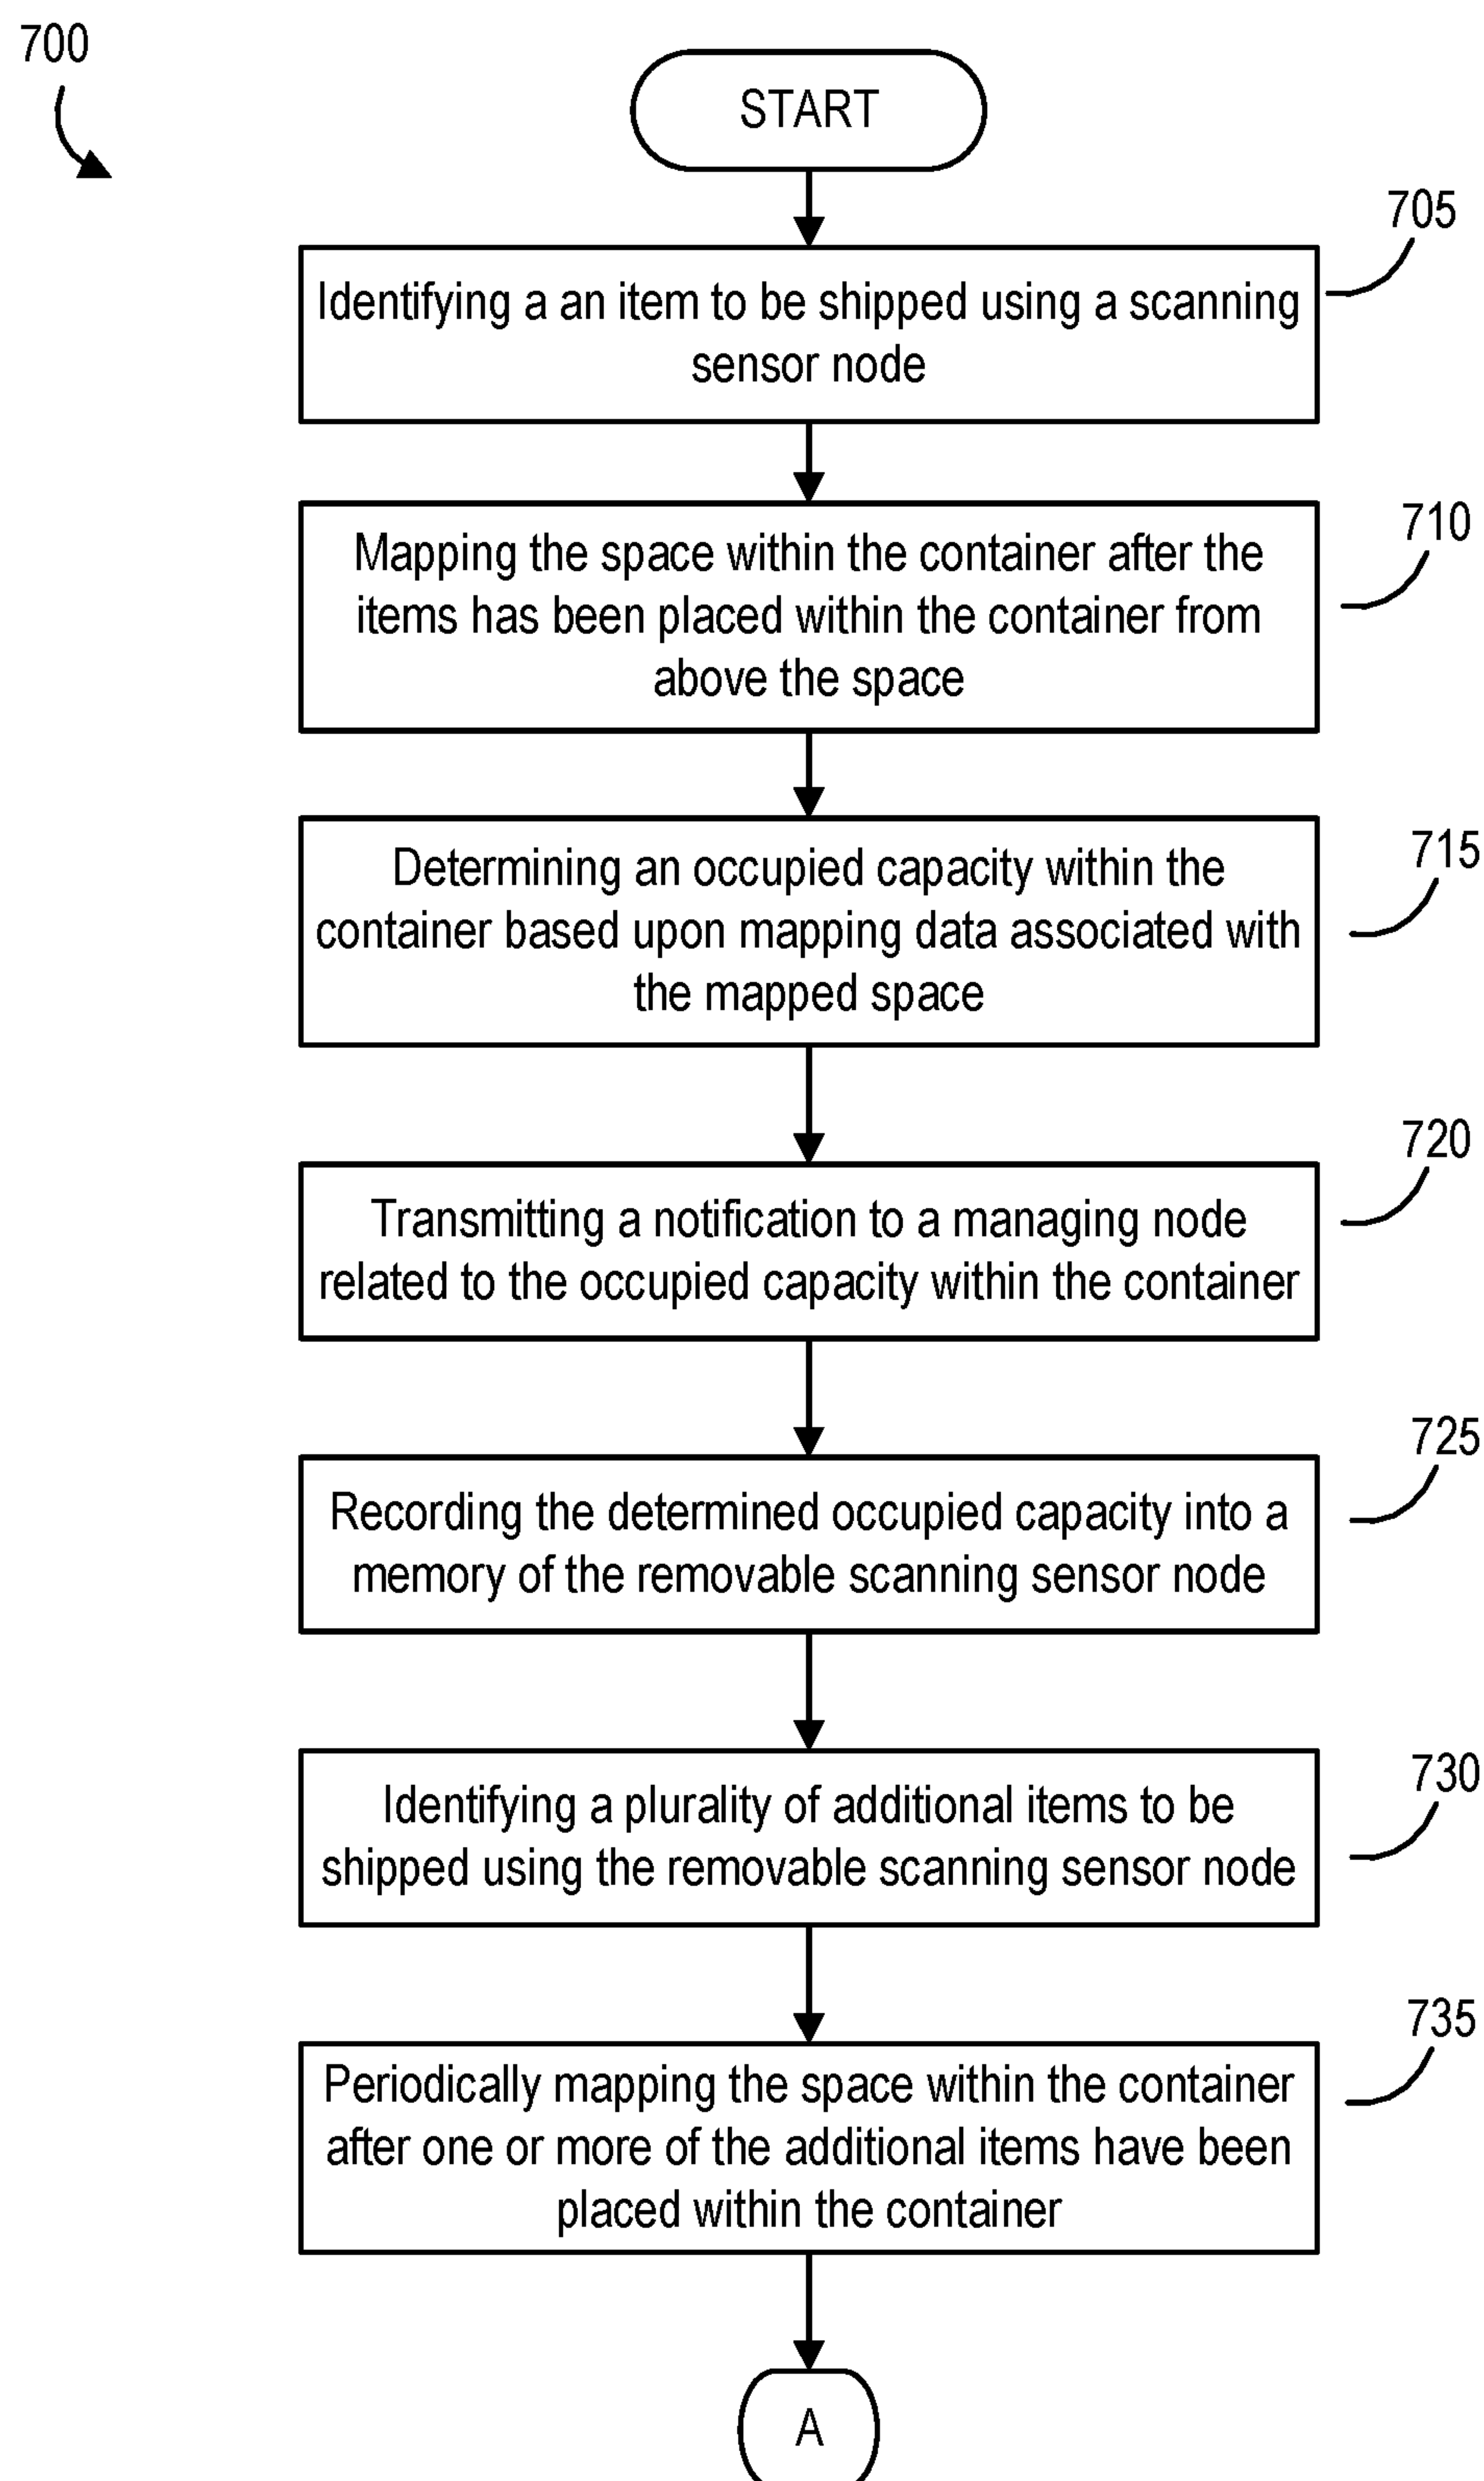 700
START
705
Identifying a an item to be shipped using a scanning
sensor node
710
Mapping the space within the container after the
items has been placed within the container from
above the space
715
Determining an occupied capacity within the
container based upon mapping data associated with
the mapped space
720
Transmitting a notification to a managing node
related to the occupied capacity within the container
725
Recording the determined occupied capacity into a
memory of the removable scanning sensor node
730
Identifying a plurality of additional items to be
shipped using the removable scanning sensor node
735
Periodically mapping the space within the container
after one or more of the additional items have been
placed within the container
A